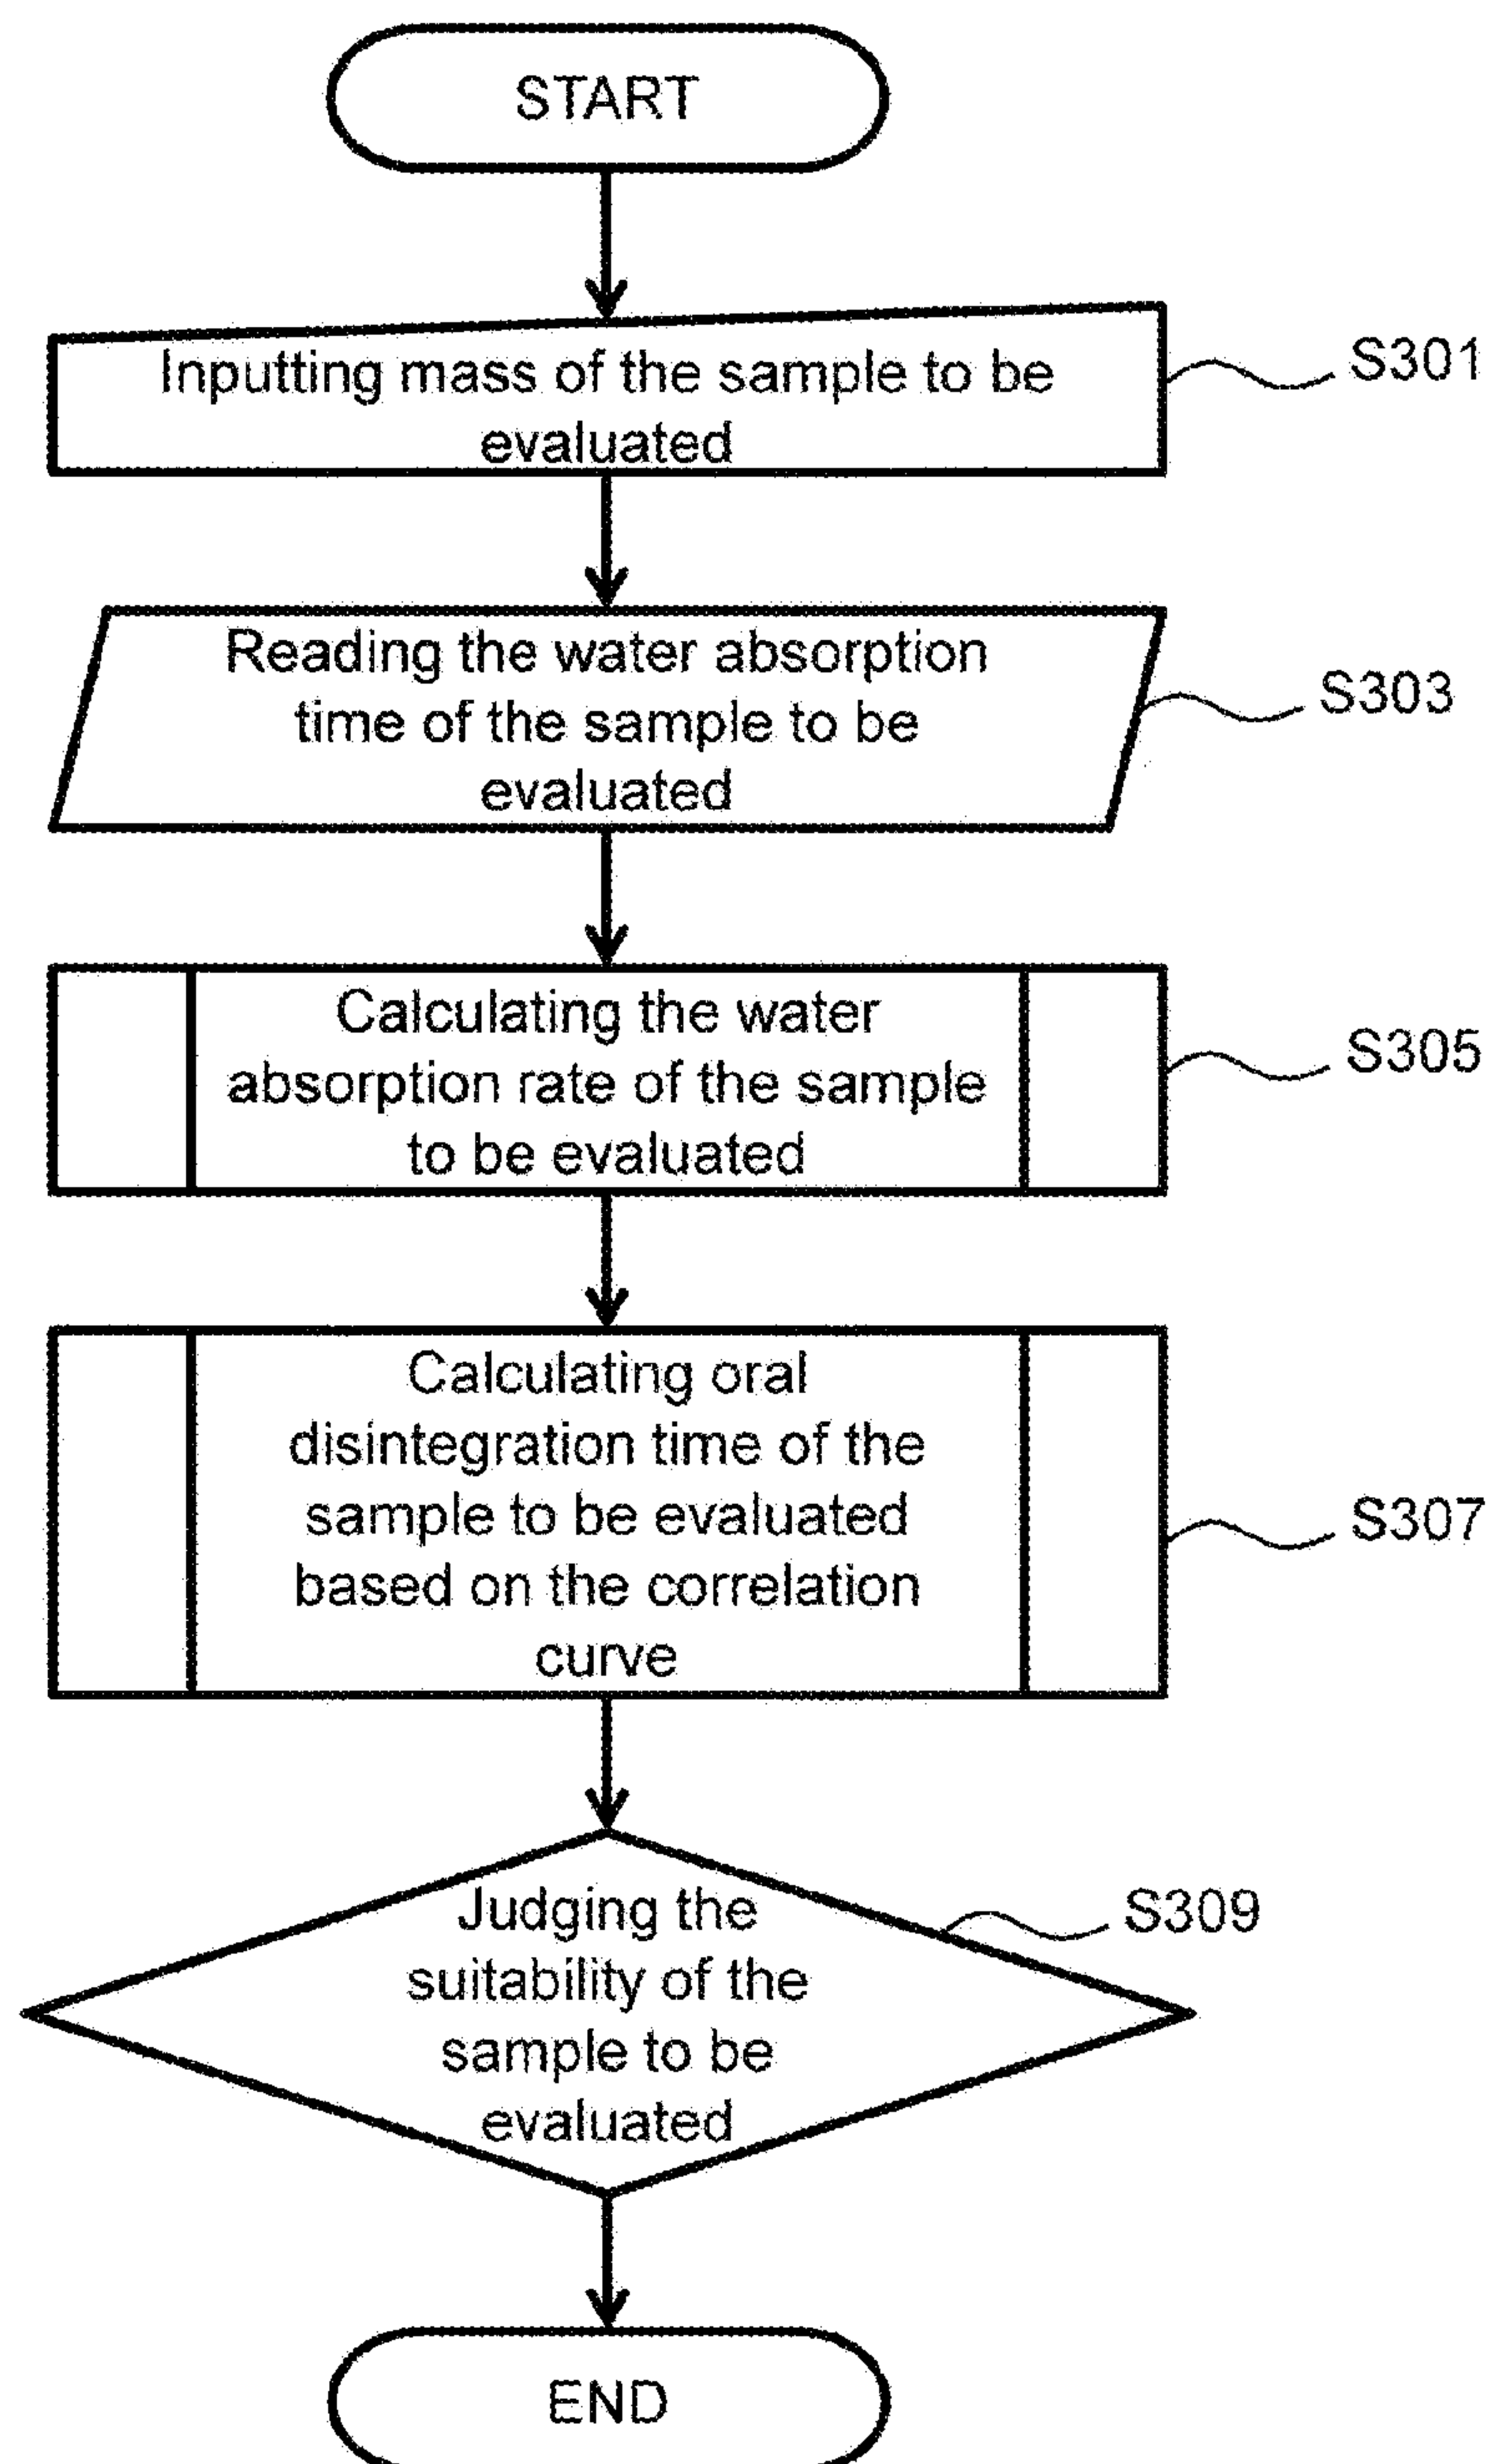 START
Inputting mass of the sample to be
evaluated
S301
Reading the water absorption
time of the sample to be
evaluated
S303
Calculating the water
absorption rate of the sample
to be evaluated
S305
Calculating oral
disintegration time of the
sample to be evaluated
based on the correlation
curve
S307
Judging the
suitability of the
sample to be
evaluated
S309
END